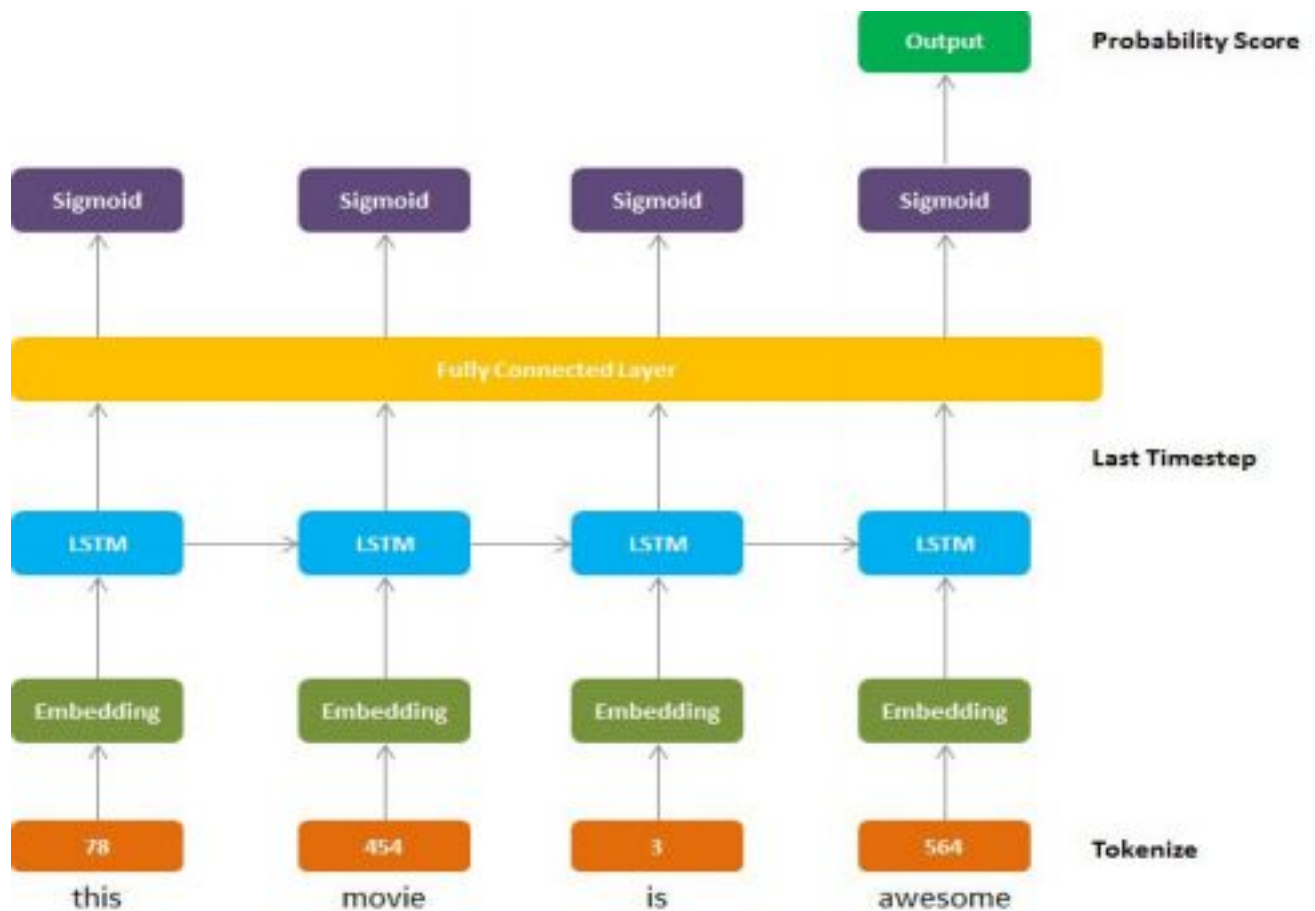 Output Probability Score
Sigmoid Sigmoid Sigmoid Sigmoid
Fully Connected Layer
Last Timestep
LSTM LSTM LSTM LSTM
Embedding Embedding Embedding Embedding
78 454 3 564 Tokenize
this movie is awesome